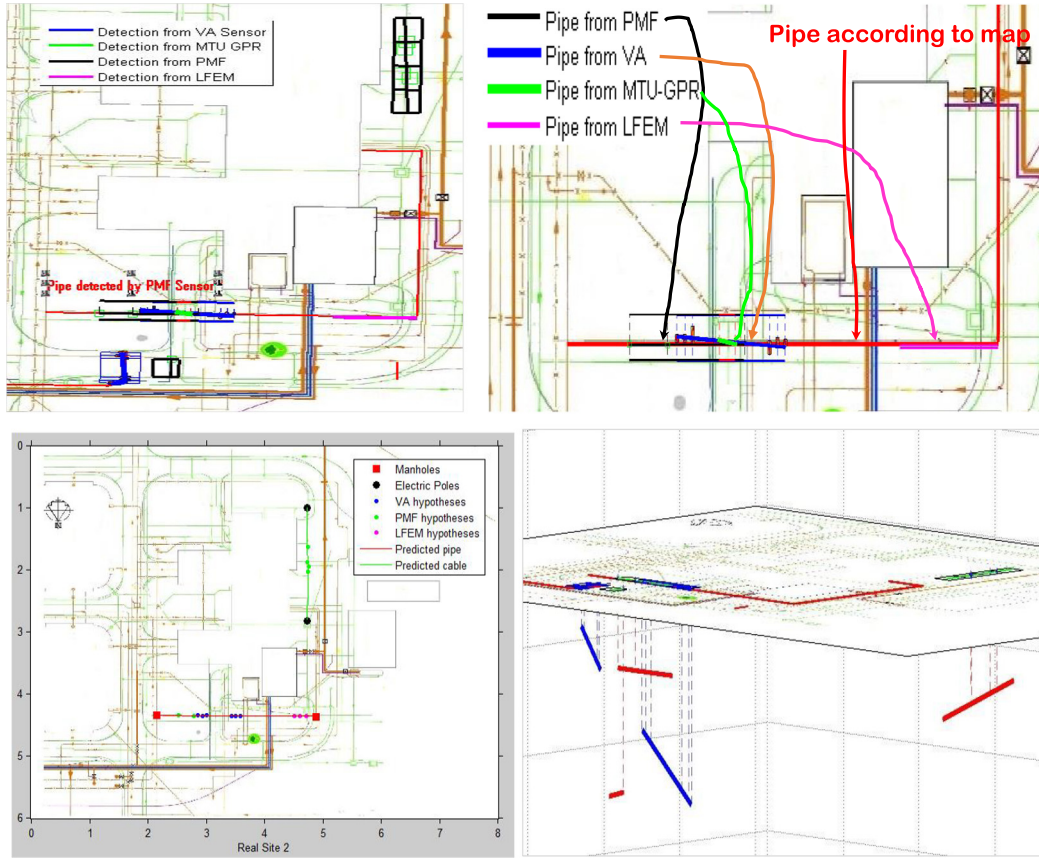 Detection from VA Sensor
Detection from MTU GPR
Detection from PMF
Detection from LFEM
Pipe detected by PMF Sensor
Pipe from PMF
Pipe from VA
Pipe from MTU-GPR
Pipe from LFEM
Pipe according to map
Manholes
Electric Poles
VA hypotheses
PMF hypotheses
LFEM hypotheses
Predicted pipe
Predicted cable
0
1
2
3
4
5
6
0 1 2 3 4 5 6 7 8
Real Site 2